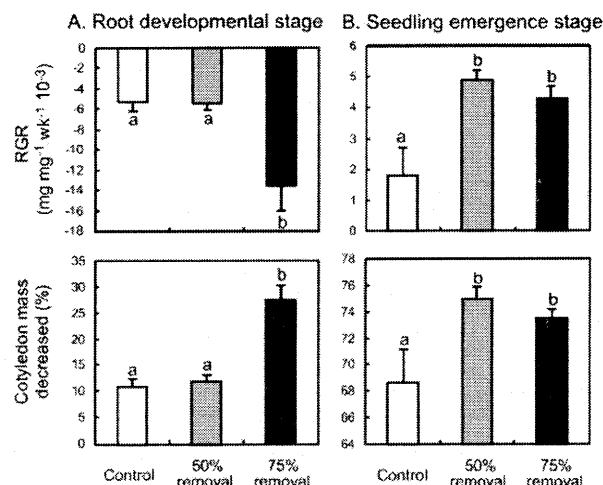 A. Root developmental stage
B. Seedling emergence stage
RGR
(mg mg⁻¹ wk⁻¹ 10⁻³)
0
-2
-4
-6
-8
-10
-12
-14
-16
-18
a
a
b
6
5
4
3
2
1
0
a
b
b
Cotyledon mass
decreased (%)
35
30
25
20
15
10
5
0
a
a
b
78
76
74
72
70
68
66
64
a
b
b
Control
50%
removal
75%
removal
Control
50%
removal
75%
removal